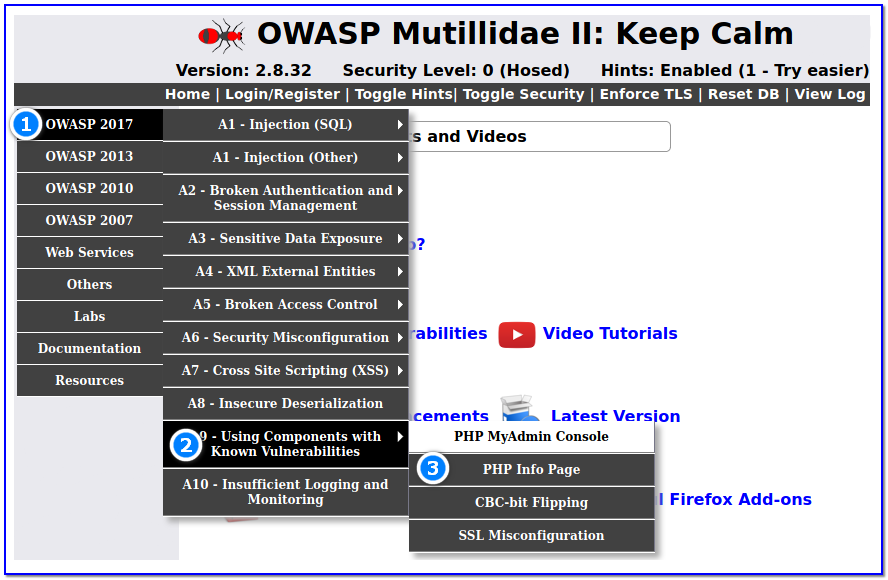 OWASP Mutillidae II: Keep Calm
Version: 2.8.32 Security Level: 0 (Hosed) Hints: Enabled (1 - Try easier)
Home | Login/Register | Toggle Hints| Toggle Security | Enforce TLS | Reset DB | View Log
1
OWASP 2017
OWASP 2013
OWASP 2010
OWASP 2007
Web Services
Others
Labs
Documentation
Resources
A1 - Injection (SQL)
A1 - Injection (Other)
A2 - Broken Authentication and
Session Management
A3 - Sensitive Data Exposure
A4 - XML External Entities
A5 - Broken Access Control
A6 - Security Misconfiguration
A7 - Cross Site Scripting (XSS)
A8 - Insecure Deserialization
2
9 - Using Components with
Known Vulnerabilities
A10 - Insufficient Logging and
Monitoring
PHP MyAdmin Console
3
PHP Info Page
CBC-bit Flipping
SSL Misconfiguration
s and Videos
?
rabilities
Video Tutorials
cements
Latest Version
l Firefox Add-ons